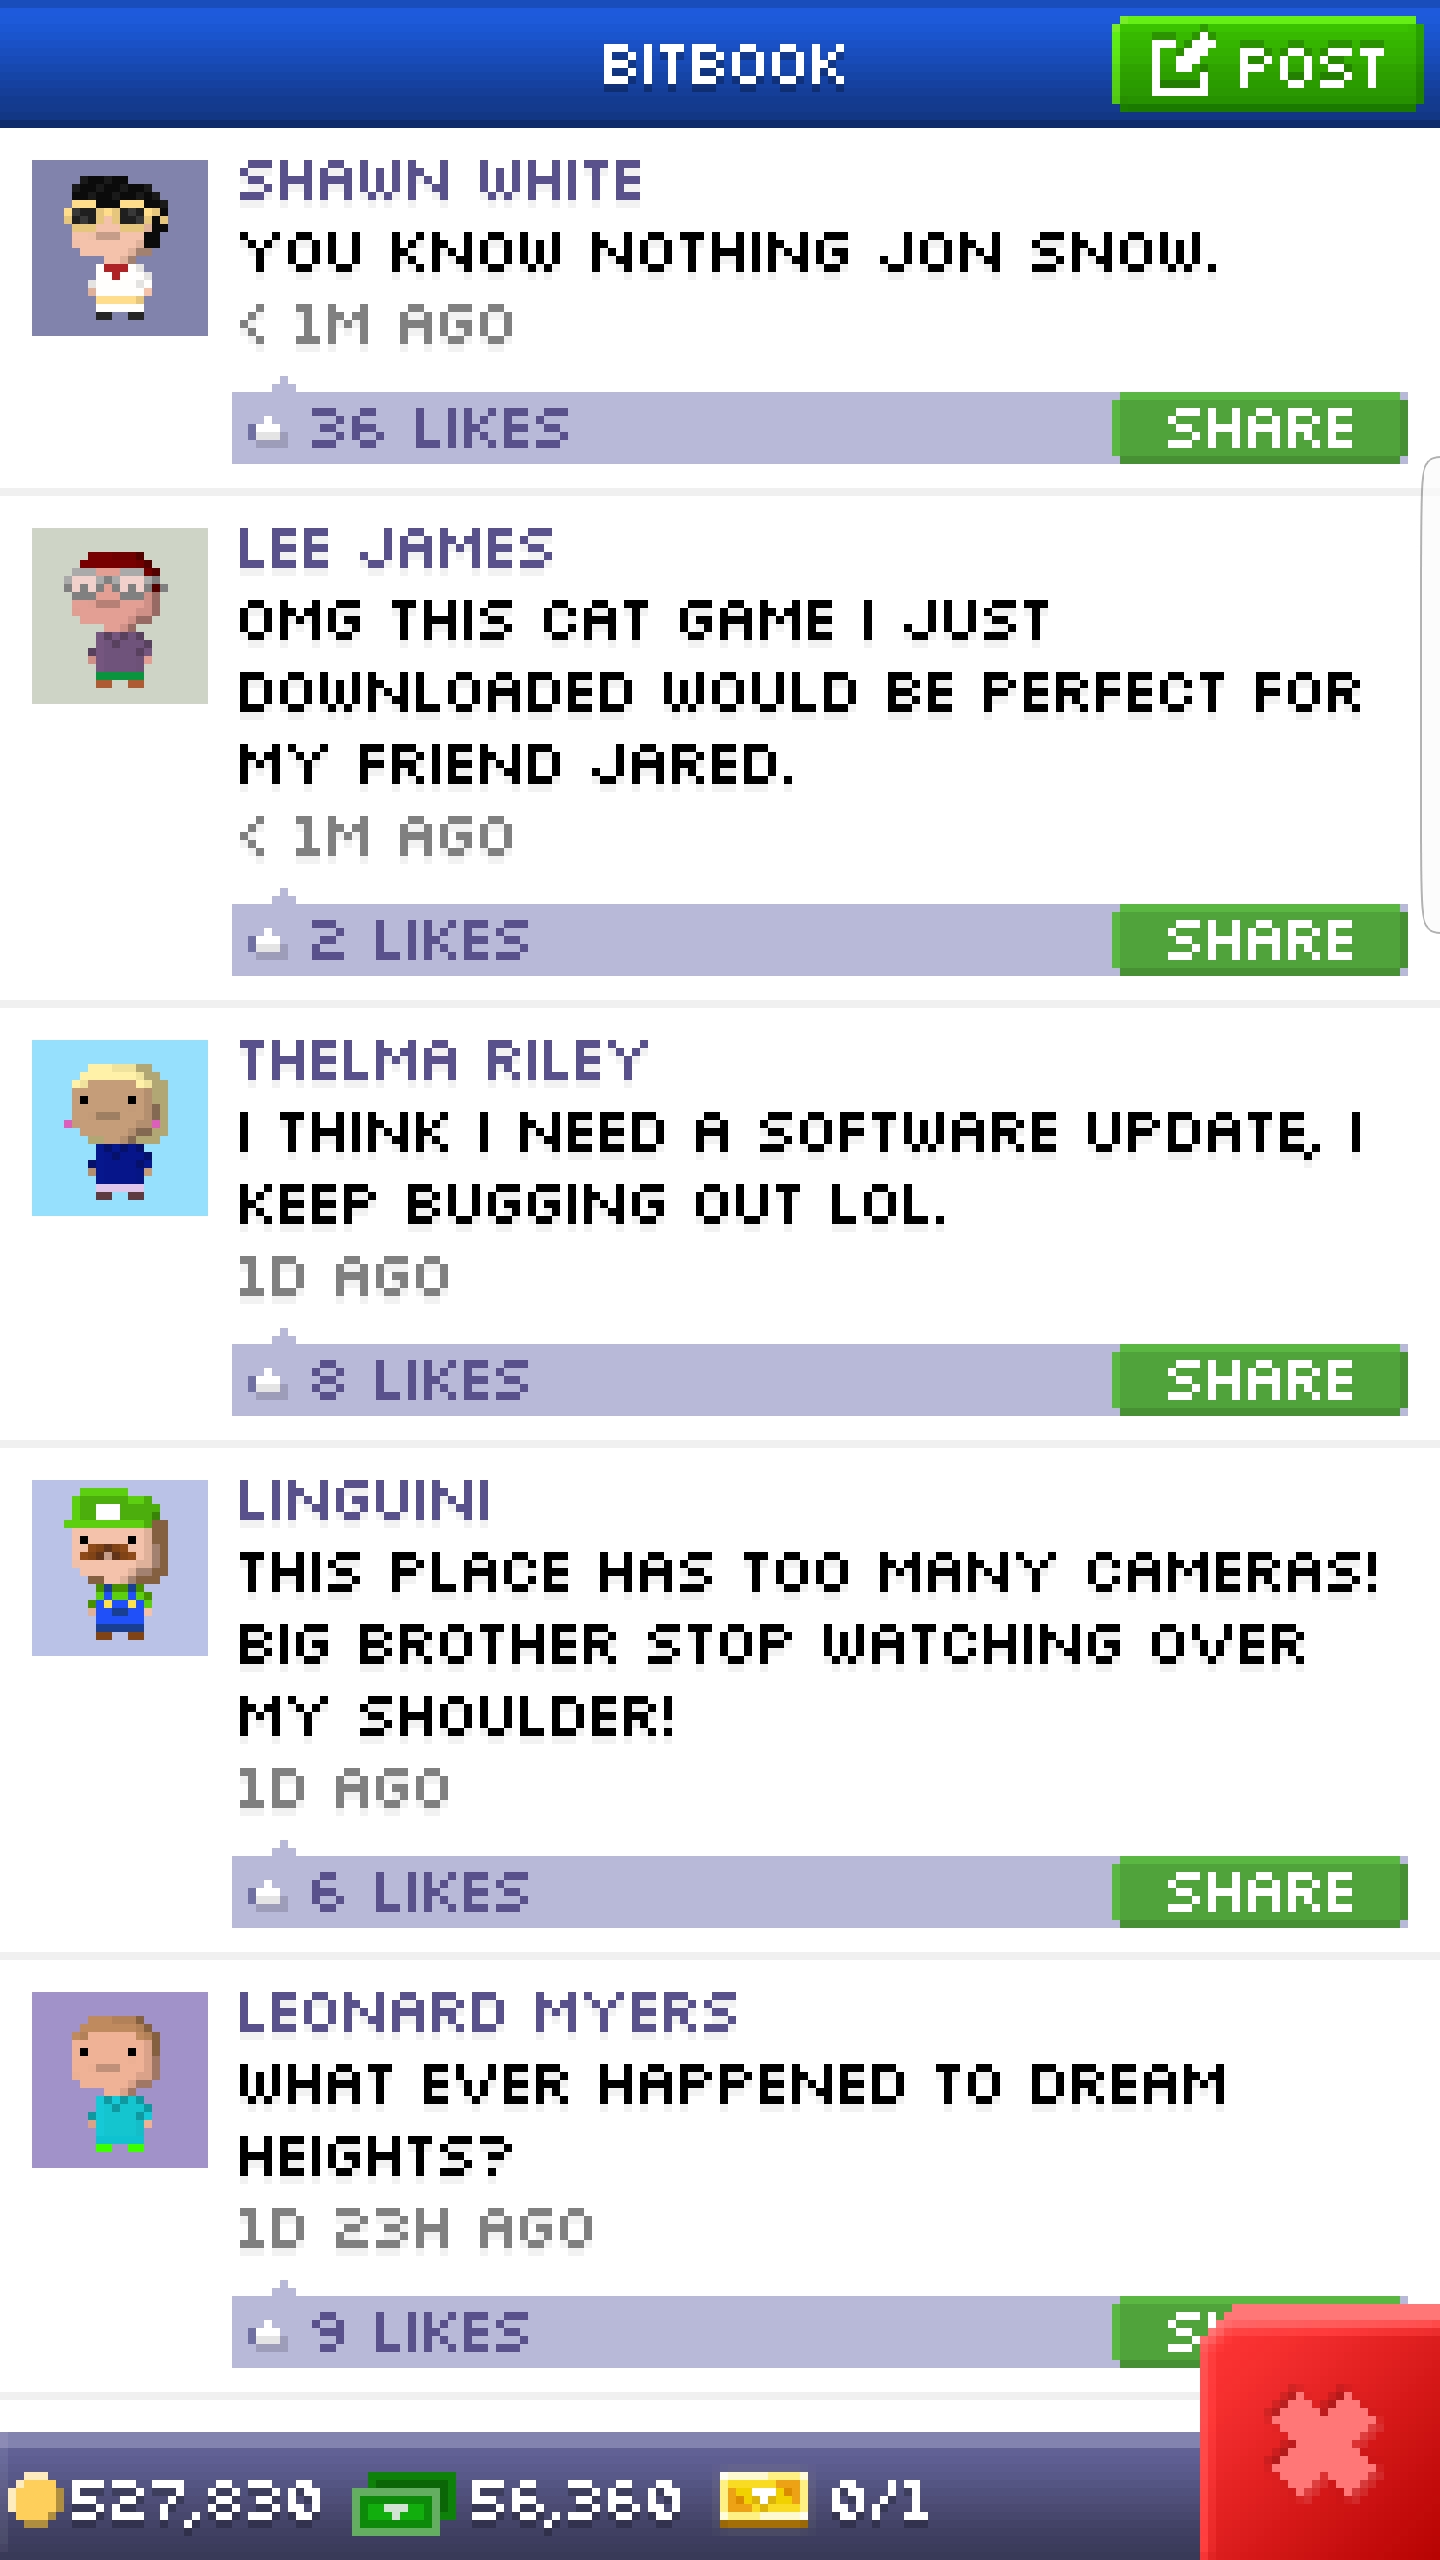 BITBOOK
POST
SHAWN WHITE
YOU KNOW NOTHING JON SNOW.
< 1M AGO
36 LIKES
SHARE
LEE JAMES
OMG THIS CAT GAME I JUST
DOWNLOADED WOULD BE PERFECT FOR
MY FRIEND JARED.
< 1M AGO
2 LIKES
SHARE
THELMA RILEY
I THINK I NEED A SOFTWARE UPDATE, I
KEEP BUGGING OUT LOL.
1D AGO
8 LIKES
SHARE
LINGUINI
THIS PLACE HAS TOO MANY CAMERAS!
BIG BROTHER STOP WATCHING OVER
MY SHOULDER!
1D AGO
6 LIKES
SHARE
LEONARD MYERS
WHAT EVER HAPPENED TO DREAM
HEIGHTS?
1D 23H AGO
9 LIKES
527,830
56,360
0/1